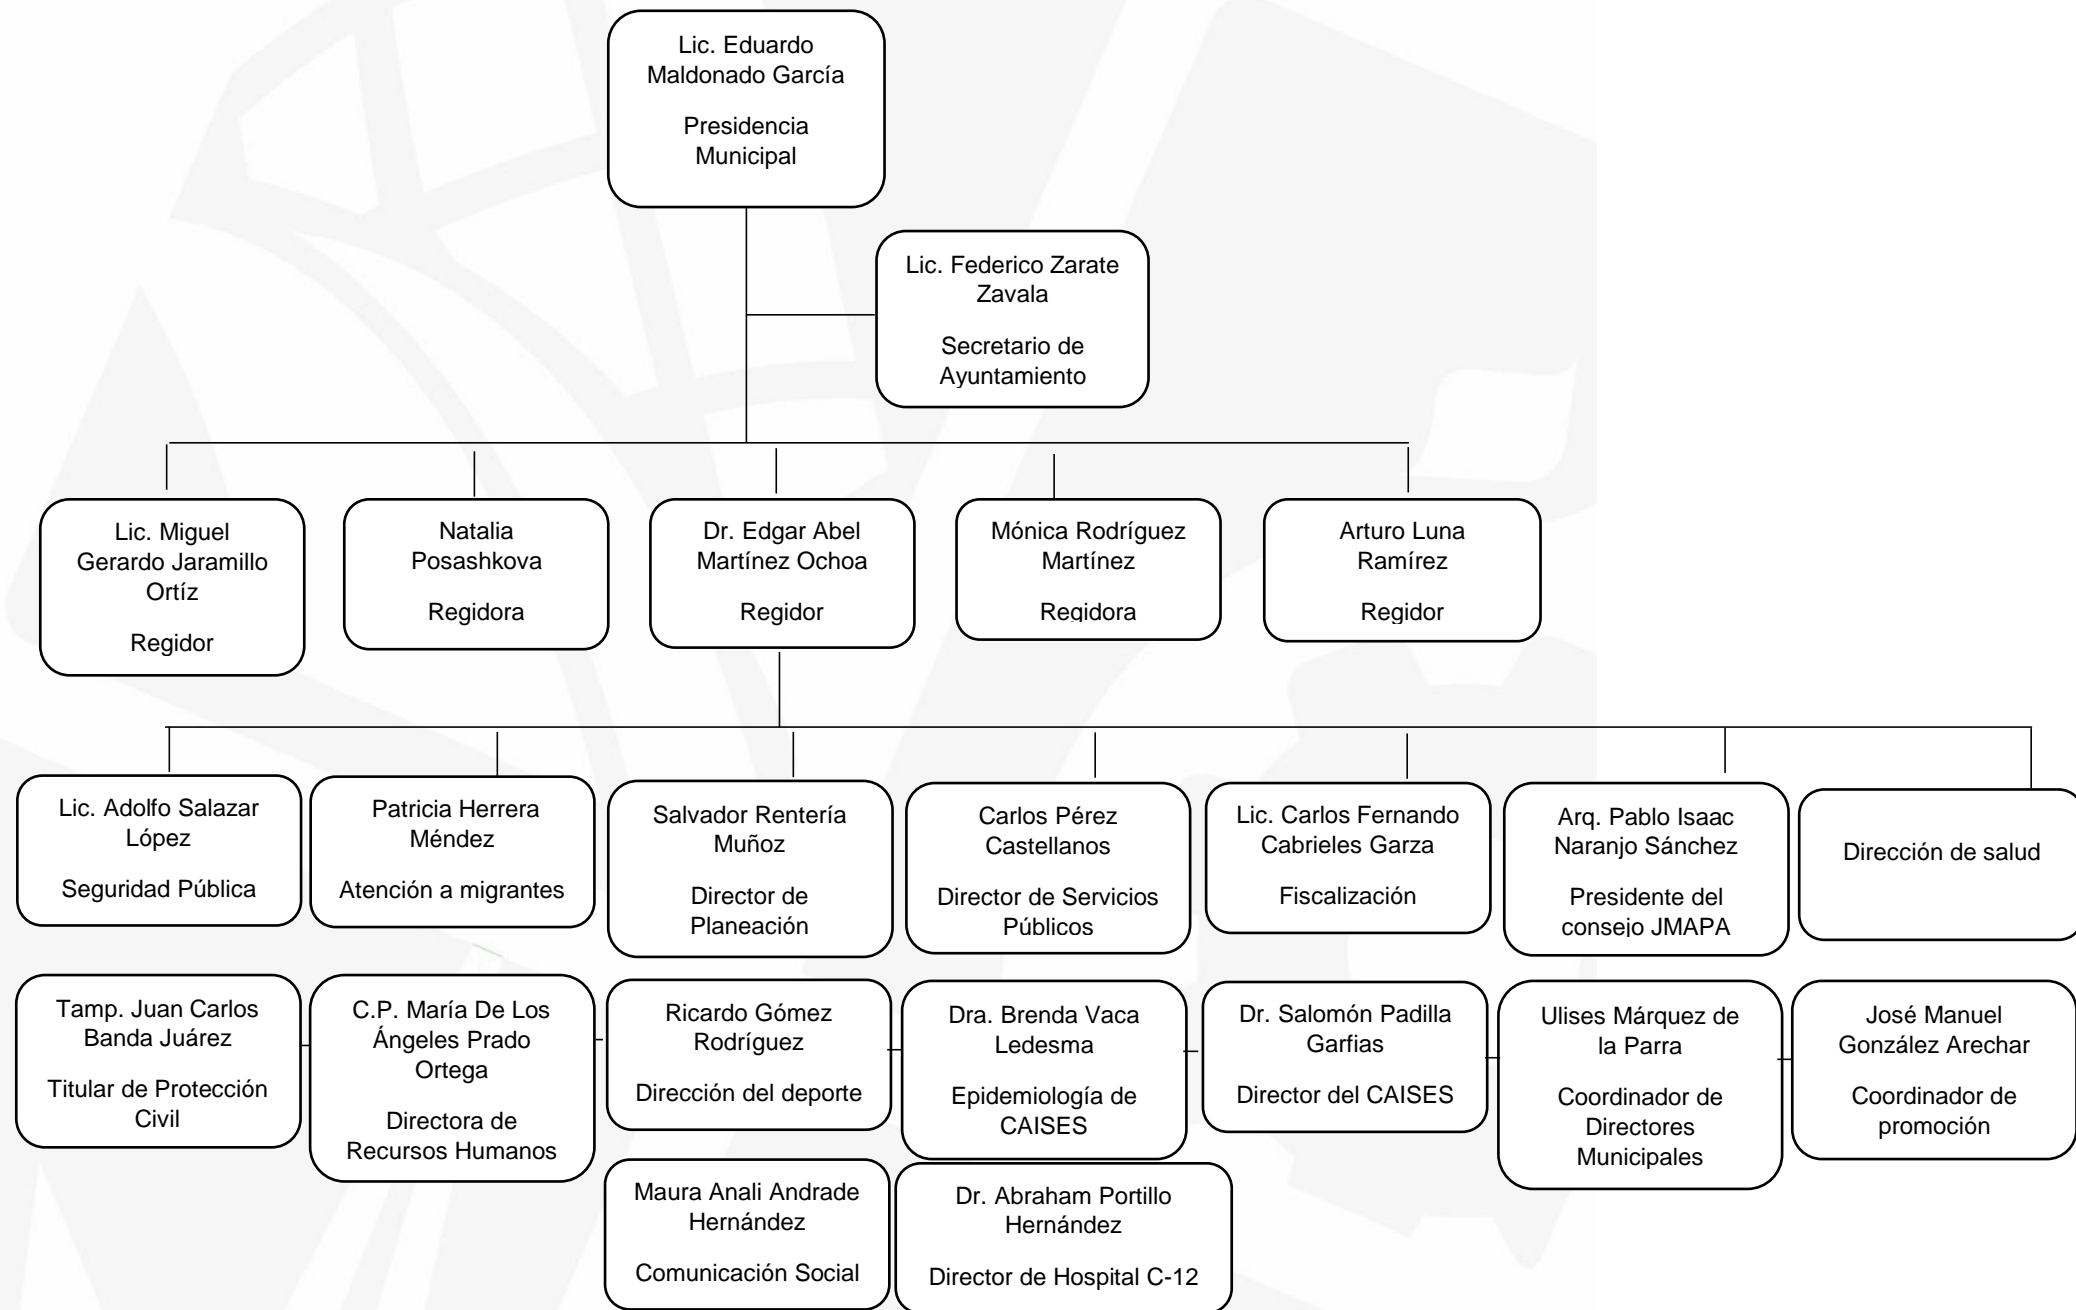 Lic. Eduardo
Maldonado García
Presidencia
Municipal
Lic. Federico Zarate
Zavala
Secretario de
Ayuntamiento
Lic. Miguel
Gerardo Jaramillo
Ortíz
Regidor
Natalia
Posashkova
Regidora
Dr. Edgar Abel
Martínez Ochoa
Regidor
Mónica Rodríguez
Martínez
Regidora
Arturo Luna
Ramírez
Regidor
Lic. Adolfo Salazar
López
Seguridad Pública
Patricia Herrera
Méndez
Atención a migrantes
Salvador Rentería
Muñoz
Director de
Planeación
Carlos Pérez
Castellanos
Director de Servicios
Públicos
Lic. Carlos Fernando
Cabrieles Garza
Fiscalización
Arq. Pablo Isaac
Naranjo Sánchez
Presidente del
consejo JMAPA
Dirección de salud
Tamp. Juan Carlos
Banda Juárez
Titular de Protección
Civil
C.P. María De Los
Ángeles Prado
Ortega
Directora de
Recursos Humanos
Ricardo Gómez
Rodríguez
Dirección del deporte
Dra. Brenda Vaca
Ledesma
Epidemiología de
CAISES
Dr. Salomón Padilla
Garfias
Director del CAISES
Ulises Márquez de
la Parra
Coordinador de
Directores
Municipales
José Manuel
González Arechar
Coordinador de
promoción
Maura Anali Andrade
Hernández
Comunicación Social
Dr. Abraham Portillo
Hernández
Director de Hospital C-12